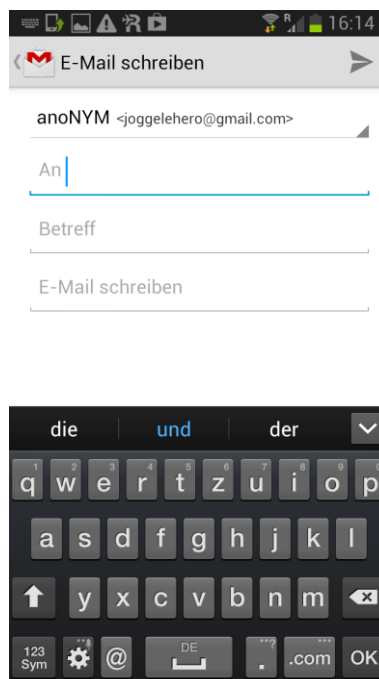 R 16:14
E-Mail schreiben
anoNYM <joggelehero@gmail.com>
An
Betreff
E-Mail schreiben
die und der
1 2 3 4 5 6 7 8 9 0
q w e r t z u i o p
a s d f g h j k l
y x c v b n m
123 Sym @ DE . .com OK